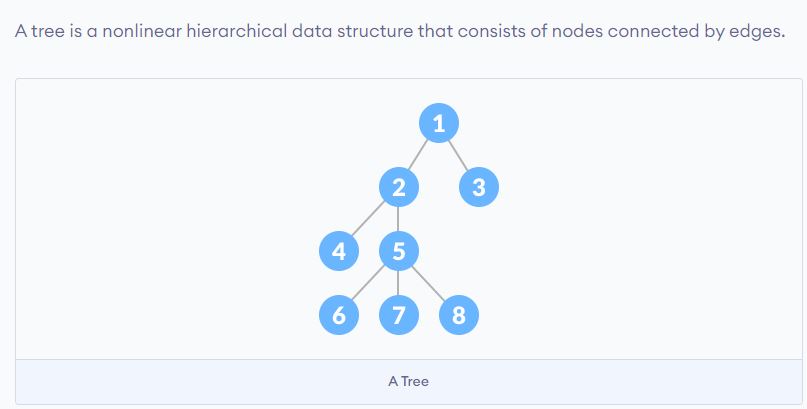 A tree is a nonlinear hierarchical data structure that consists of nodes connected by edges.
1
2 3
4 5
6 7 8
A Tree